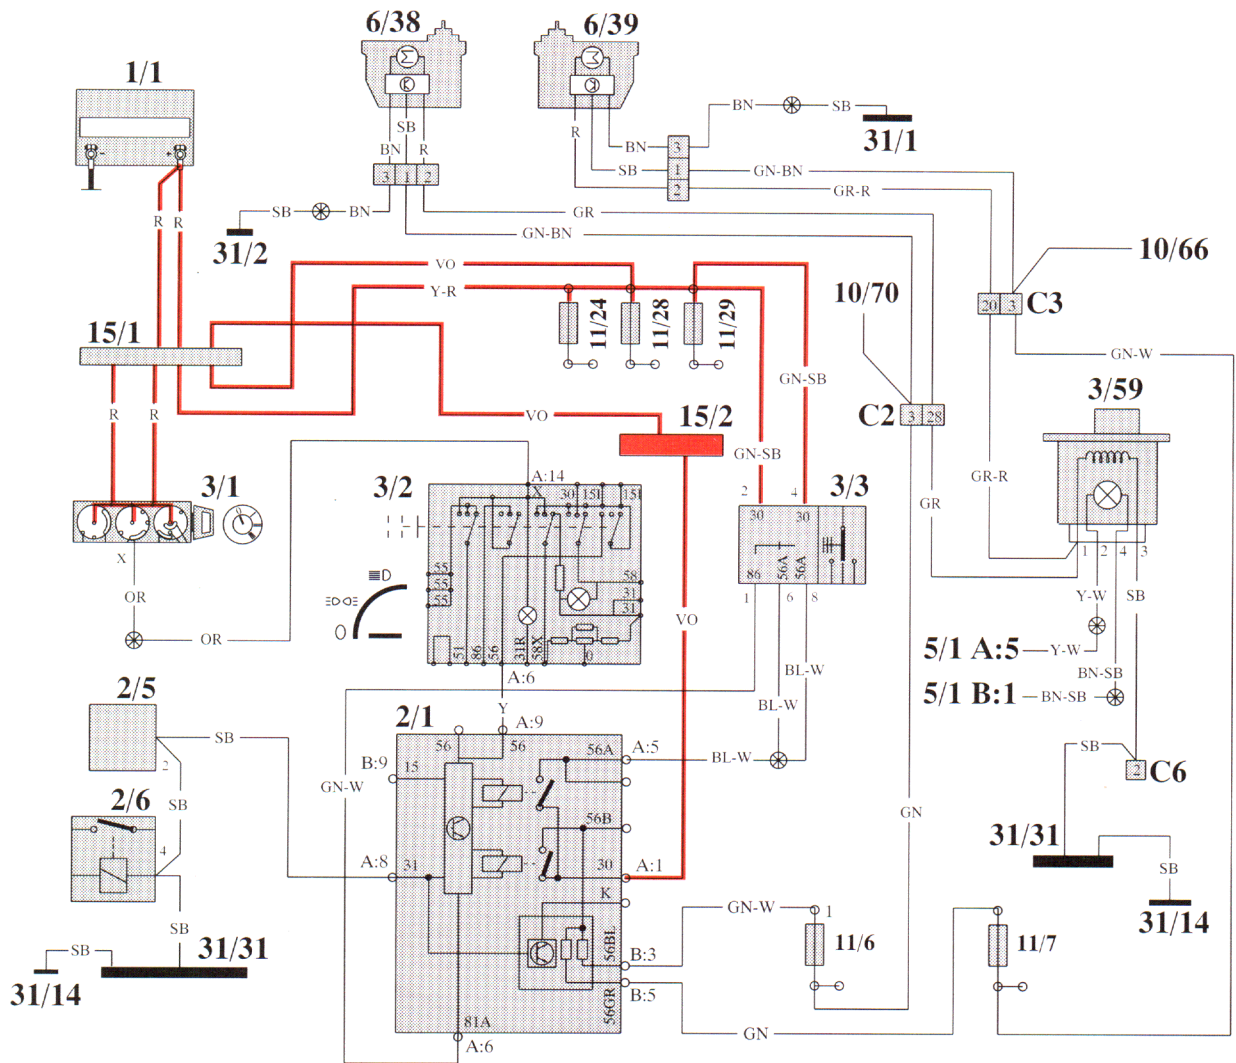 6/38
6/39
1/1
-
+
BN
SB
31/1
R
BN
3
SB
1
GN-BN
2
GR-R
SB
BN
R
3
1
2
SB
BN
GR
GN-BN
31/2
R
R
VO
Y-R
10/66
10/70
20
3
C3
11/24
11/28
11/29
15/1
GN-W
GN-SB
3/59
R
R
VO
15/2
C2
3
28
GN-SB
A:14
X
30
15I
15I
3/2
2
4
3/3
GR
GR-R
3/1
30
30
X
1
2
4
3
OR
55
55
55
58
31
31
86
56A
56A
1
6
8
Y-W
SB
OR
VO
51
86
56
31R
58X
0
A:6
BL-W
BL-W
5/1 A:5
Y-W
BN-SB
5/1 B:1
BN-SB
2/5
Y
2/1
A:9
56
56
56A
A:5
BL-W
SB
2
SB
2
C6
B:9
15
GN-W
SB
2/6
4
56B
GN
A:8
31
30
A:1
31/31
SB
31/14
K
SB
SB
31/31
31/14
GN-W
1
11/6
11/7
56BL
B:3
56GR
B:5
GN
81A
A:6